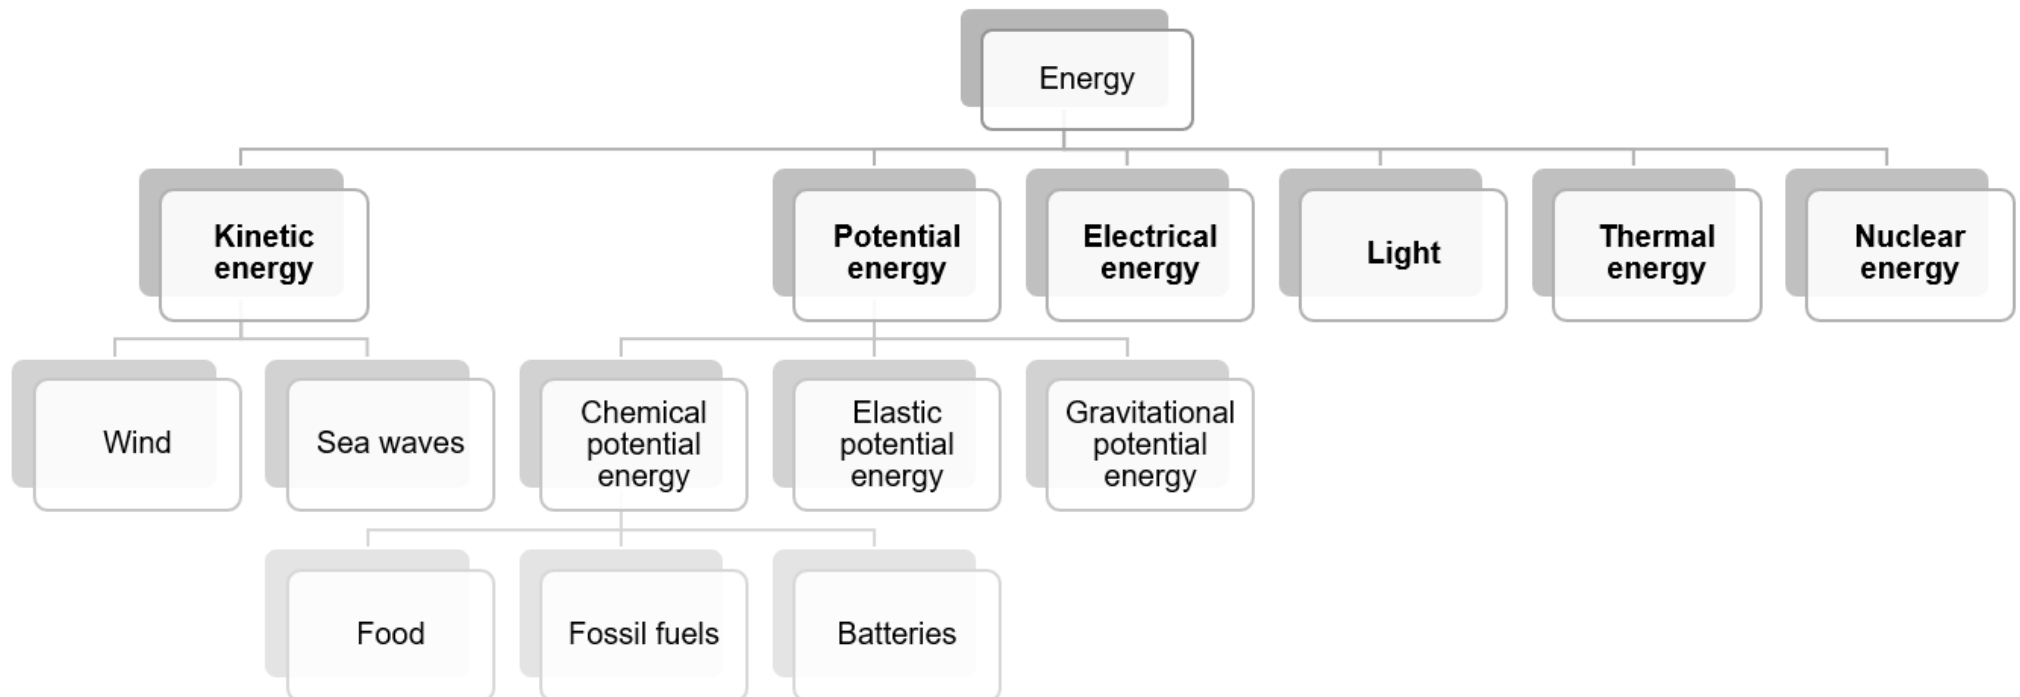 Energy
Kinetic
energy
Potential
energy
Electrical
energy
Light
Thermal
energy
Nuclear
energy
Wind
Sea waves
Chemical
potential
energy
Elastic
potential
energy
Gravitational
potential
energy
Food
Fossil fuels
Batteries